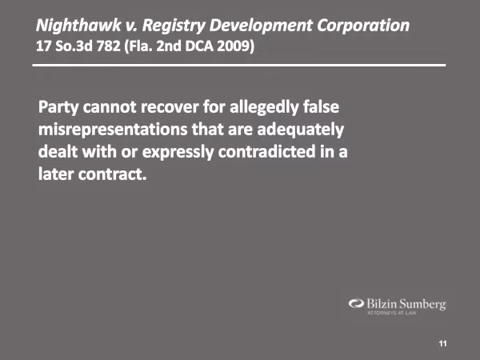 Nighthawk v. Registry Development Corporation
17 So.3d 782 (Fla. 2nd DCA 2009)
Party cannot recover for allegedly false
misrepresentations that are adequately
dealt with or expressly contradicted in a
later contract.
Bilzin Sumberg
ATTORNEYS AT LAW
11